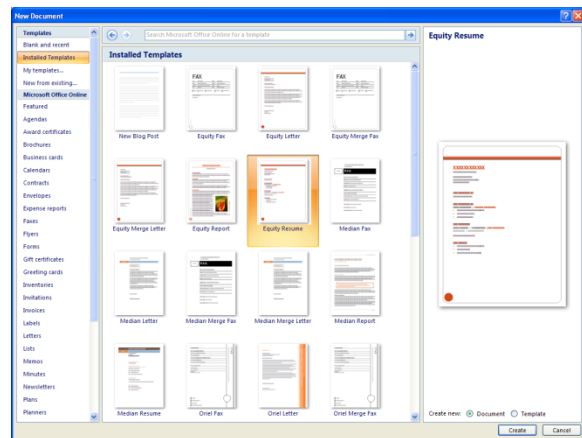 New Document
Templates
Blank and recent
Installed Templates
My templates...
New from existing...
Microsoft Office Online
Featured
Agendas
Award certificates
Brochures
Business cards
Calendars
Contracts
Envelopes
Expense reports
Faxes
Flyers
Forms
Gift certificates
Greeting cards
Inventories
Invitations
Invoices
Labels
Letters
Lists
Memos
Minutes
Newsletters
Plans
Planners
Search Microsoft Office Online for a template
Installed Templates
FAX
FAX
New Blog Post
Equity Fax
Equity Letter
Equity Merge Fax
Equity Merge Letter
Equity Report
Equity Resume
Median Fax
Median Letter
Median Merge Fax
Median Merge Letter
Median Report
Median Resume
Oriel Fax
Oriel Letter
Oriel Merge Fax
Equity Resume
Create new:
Document
Template
Create
Cancel